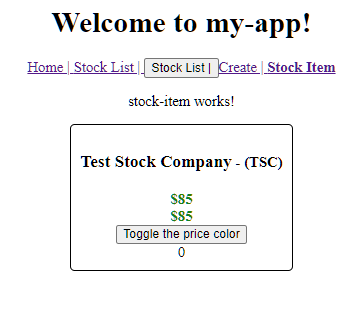 Welcome to my-app!
Home | Stock List | Stock List | Create | Stock Item
stock-item works!
Test Stock Company - (TSC)
$85
$85
Toggle the price color
0